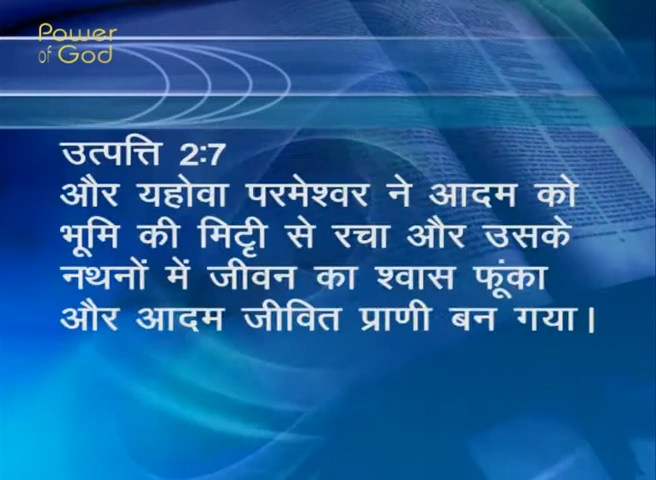 Power
of God
उत्पत्ति 2:7
और यहोवा परमेश्वर ने आदम को
भूमि की मिट्टी से रचा और उसके
नथनों में जीवन का श्वास फूंका
और आदम जीवित प्राणी बन गया।